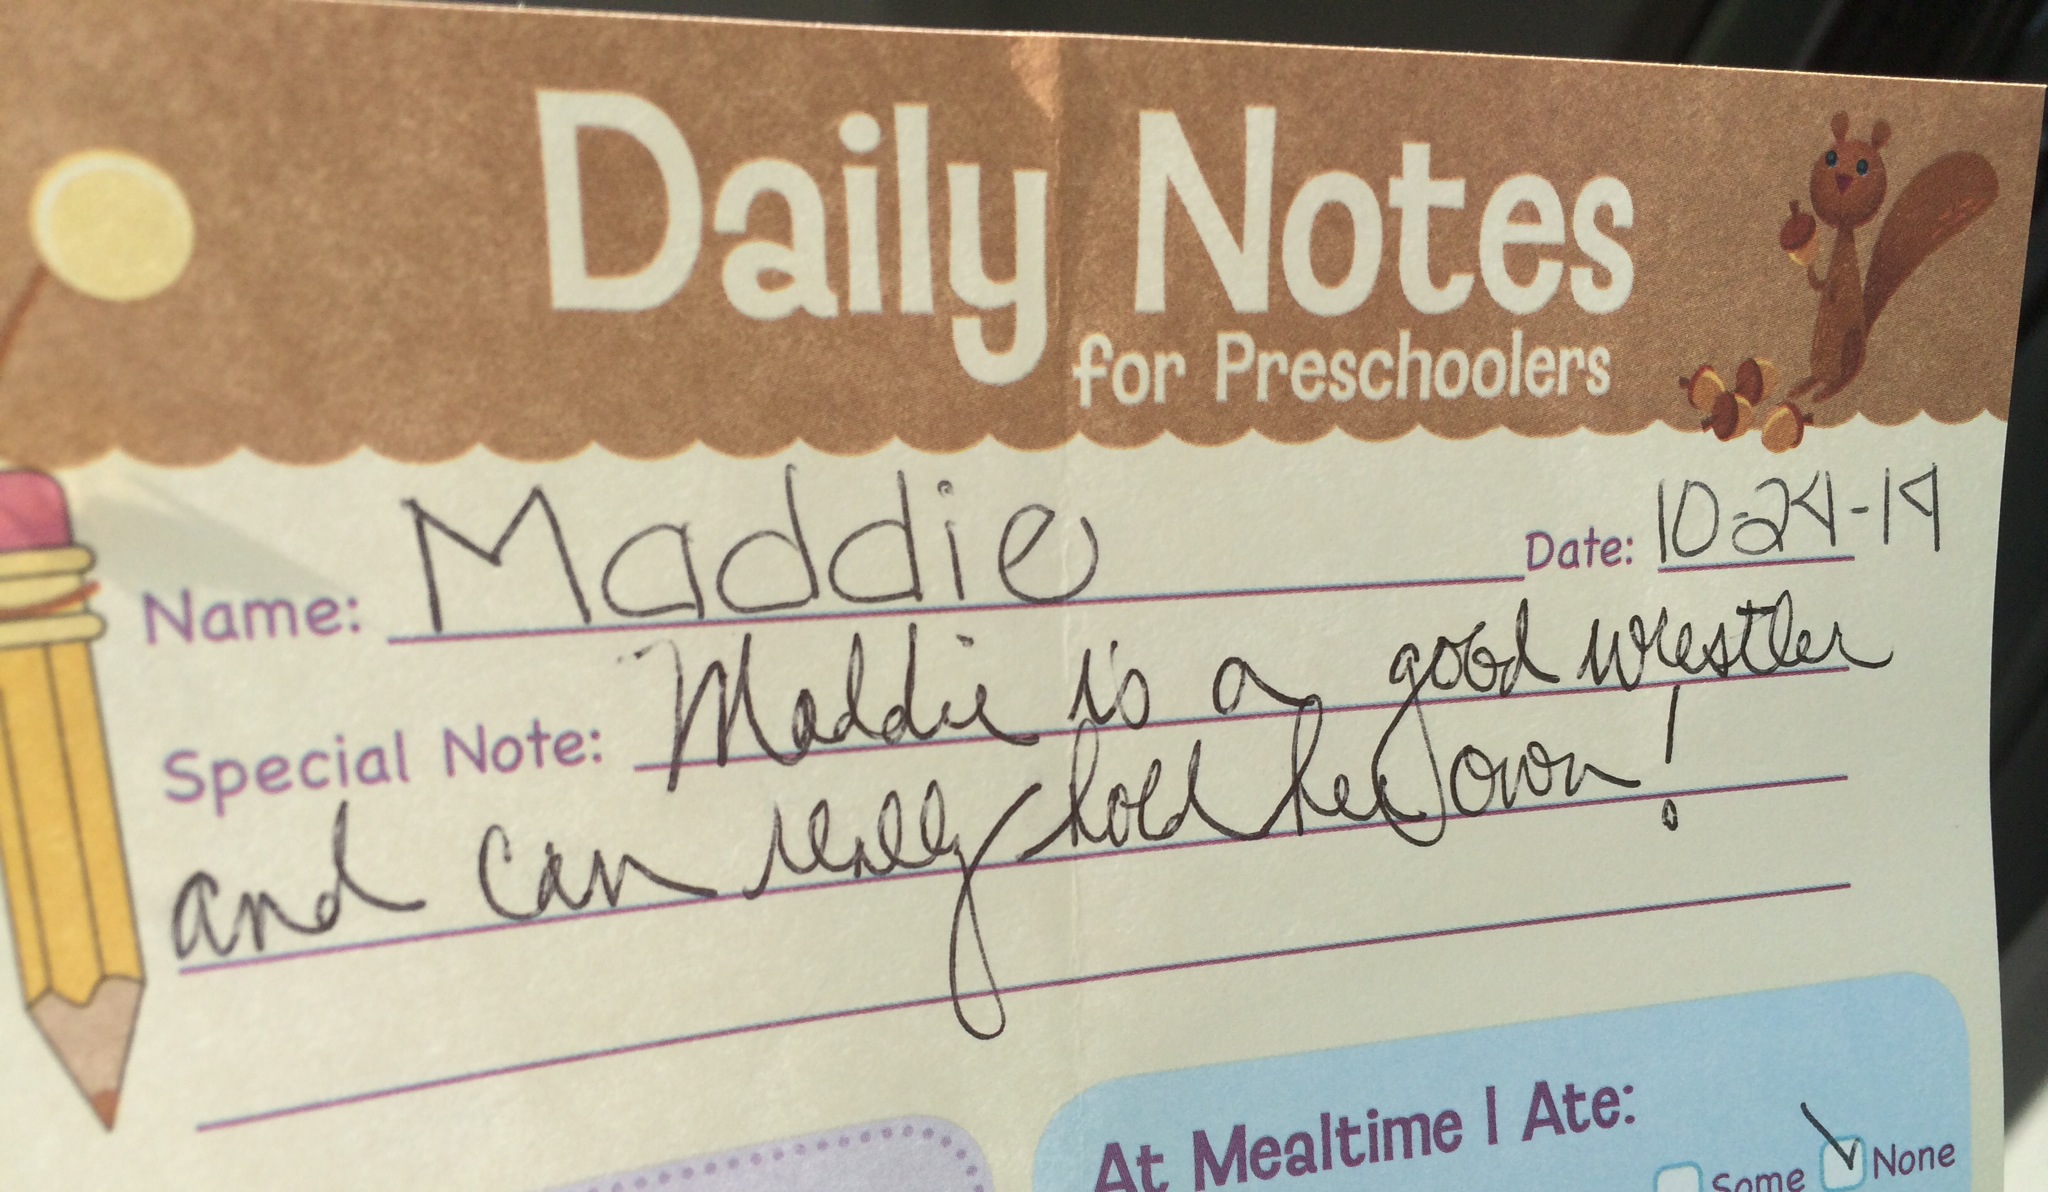 Daily Notes
for Preschoolers
Name: Maddie Date: 10-24-19
Special Note: Maddie is a good wrestler
and can really hold her own!
At Mealtime I Ate:
Some None